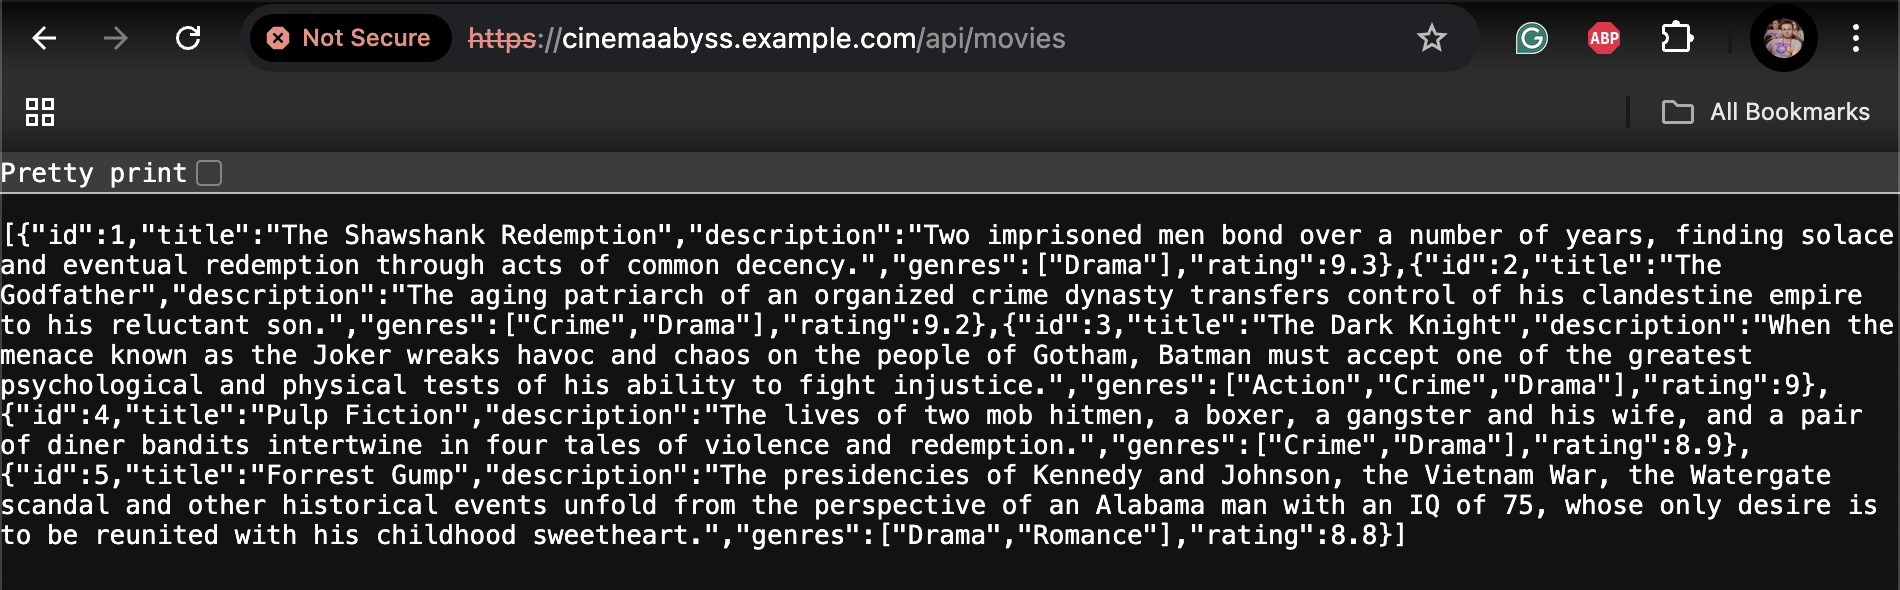 Not Secure https://cinemaabyss.example.com/api/movies ABP
All Bookmarks
Pretty print
[{"id":1,"title":"The Shawshank Redemption","description":"Two imprisoned men bond over a number of years, finding solace
and eventual redemption through acts of common decency.","genres":["Drama"],"rating":9.3},{"id":2,"title":"The
Godfather","description":"The aging patriarch of an organized crime dynasty transfers control of his clandestine empire
to his reluctant son.","genres":["Crime","Drama"],"rating":9.2},{"id":3,"title":"The Dark Knight","description":"When the
menace known as the Joker wreaks havoc and chaos on the people of Gotham, Batman must accept one of the greatest
psychological and physical tests of his ability to fight injustice.","genres":["Action","Crime","Drama"],"rating":9},
{"id":4,"title":"Pulp Fiction","description":"The lives of two mob hitmen, a boxer, a gangster and his wife, and a pair
of diner bandits intertwine in four tales of violence and redemption.","genres":["Crime","Drama"],"rating":8.9},
{"id":5,"title":"Forrest Gump","description":"The presidencies of Kennedy and Johnson, the Vietnam War, the Watergate
scandal and other historical events unfold from the perspective of an Alabama man with an IQ of 75, whose only desire is
to be reunited with his childhood sweetheart.","genres":["Drama","Romance"],"rating":8.8}]